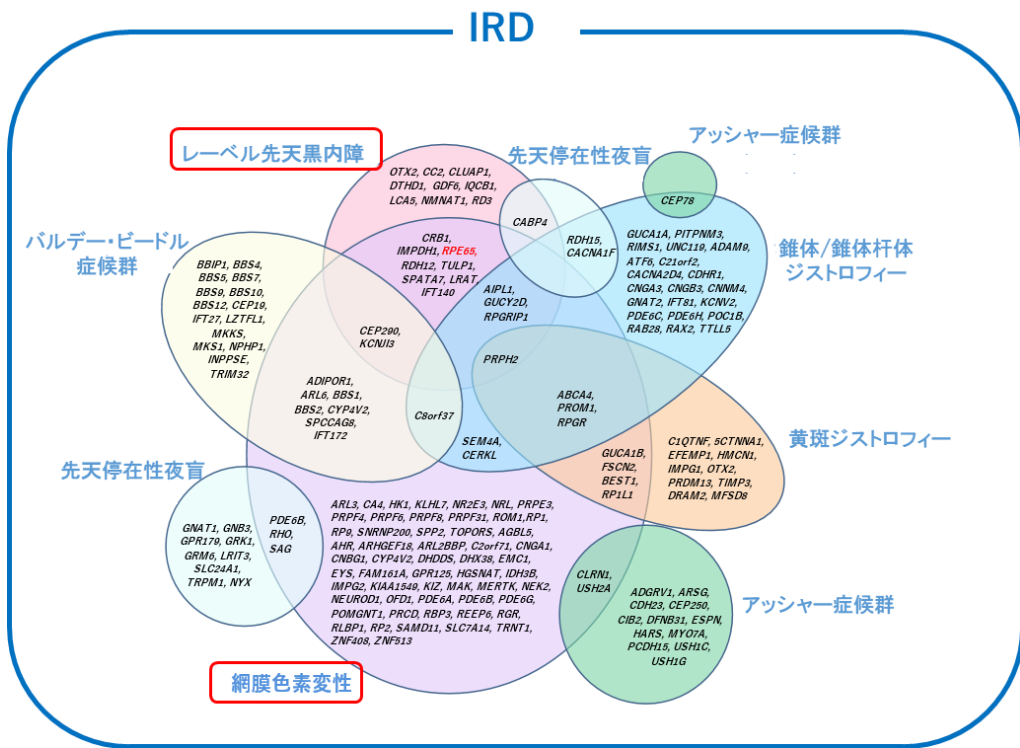 IRD
アッシャー症候群
レーベル先天黒内障
先天停在性夜盲
OTX2, CC2, CLUAP1,
DTHD1, GDF6, IQCB1,
LCA5, NMNAT1, RD3
CEP78
CABP4
RDH15,
CACNA1F
GUCA1A, PITPNM3,
RIMS1, UNC119, ADAM9,
ATF6, C21orf2,
CACNA2D4, CDHR1,
CNGA3, CNGB3, CNNM4,
GNAT2, IFT81, KCNV2,
PDE6C, PDE6H, POC1B,
RAB28, RAX2, TTLL5
錐体/錐体杆体
ジストロフィー
バルデー・ビードル
症候群
CRB1,
IMPDH1, RPE65,
RDH12, TULP1,
SPATA7, LRAT,
IFT140
BBIP1, BBS4,
BBS5, BBS7,
BBS9, BBS10,
BBS12, CEP19,
IFT27, LZTFL1,
MKKS,
MKS1, NPHP1,
INPPSE,
TRIM32
AIPL1,
GUCY2D,
RPGRIP1
CEP290,
KCNJI3
PRPH2
ADIPOR1,
ARL6, BBS1,
BBS2, CYP4V2,
SPCCAG8,
IFT172
C8orf37
ABCA4,
PROM1,
RPGR
SEM4A,
CERKL
黄斑ジストロフィー
GUCA1B,
FSCN2,
BEST1,
RP1L1
C1QTNF, 5CTNNA1,
EFEMP1, HMCN1,
IMPG1, OTX2,
PRDM13, TIMP3,
DRAM2, MFSD8
先天停在性夜盲
GNAT1, GNB3,
GPR179, GRK1,
GRM6, LRIT3,
SLC24A1,
TRPM1, NYX
PDE6B,
RHO,
SAG
ARL3, CA4, HK1, KLHL7, NR2E3, NRL, PRPE3,
PRPF4, PRPF6, PRPF8, PRPF31, ROM1,RP1,
RP9, SNRNP200, SPP2, TOPORS, AGBL5,
AHR, ARHGEF18, ARL2BBP, C2orf71, CNGA1,
CNBG1, CYP4V2, DHDDS, DHX38, EMC1,
EYS, FAM161A, GPR125, HGSNAT, IDH3B,
IMPG2, KIAA1549, KIZ, MAK, MERTK, NEK2,
NEUROD1, OFD1, PDE6A, PDE6B, PDE6G,
POMGNT1, PRCD, RBP3, REEP6, RGR,
RLBP1, RP2, SAMD11, SLC7A14, TRNT1,
ZNF408, ZNF513
CLRN1,
USH2A
ADGRV1, ARSG,
CDH23, CEP250,
CIB2, DFNB31, ESPN,
HARS, MYO7A,
PCDH15, USH1C,
USH1G
アッシャー症候群
網膜色素変性